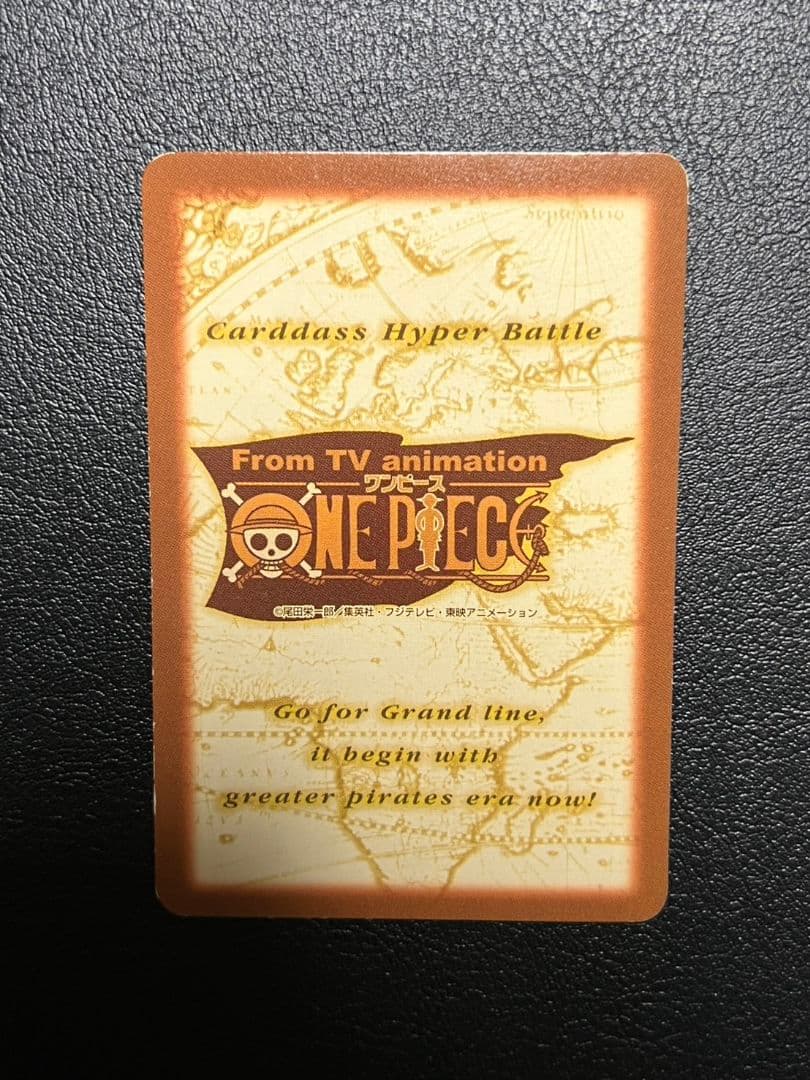 Septentrio
Carddass Hyper Battle
From TV animation
ワンピース
ONE PIECE
©尾田栄一郎/集英社・フジテレビ・東映アニメーション
Go for Grand line,
it begin with
OCEANUS
greater pirates era now!